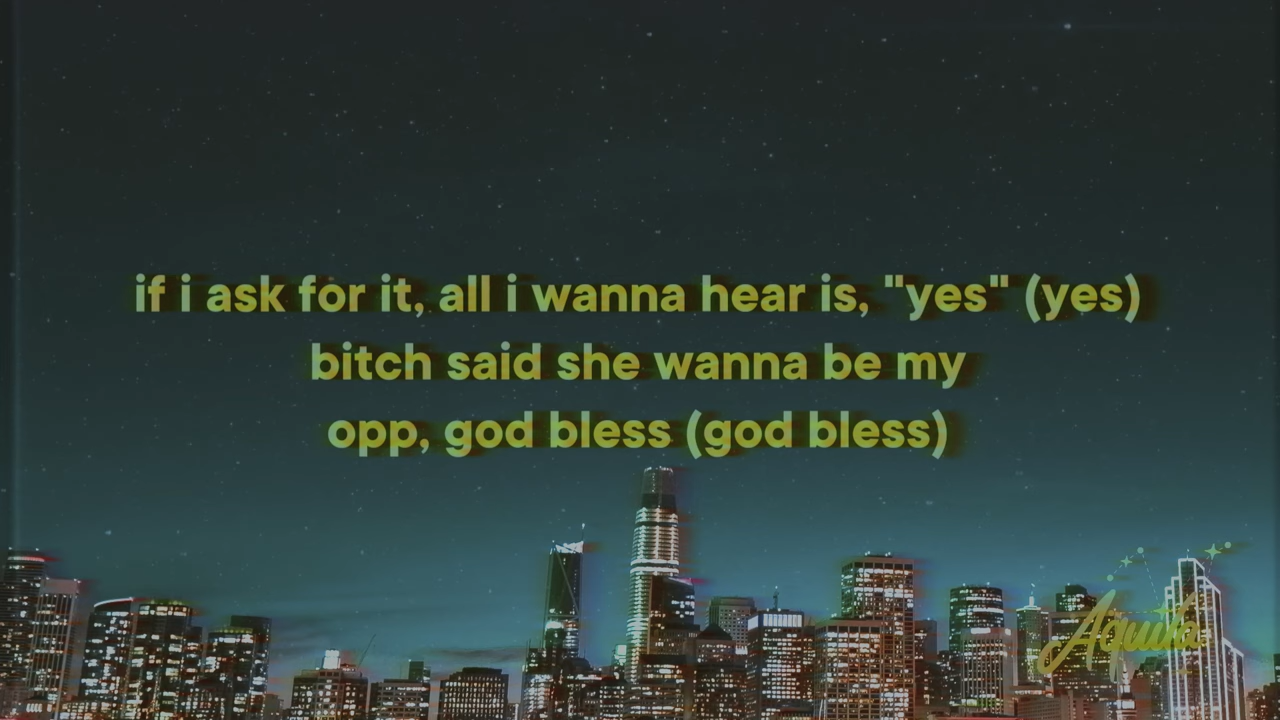 if i ask for it, all i wanna hear is, "yes" (yes)
bitch said she wanna be my
opp, god bless (god bless)
Aquila